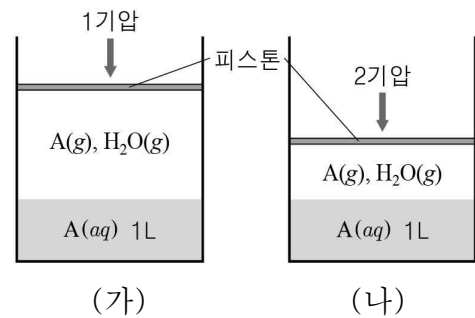 1기압
피스톤
2기압
A(g), H₂O(g)
A(g), H₂O(g)
A(aq) 1L
A(aq) 1L
(가)
(나)